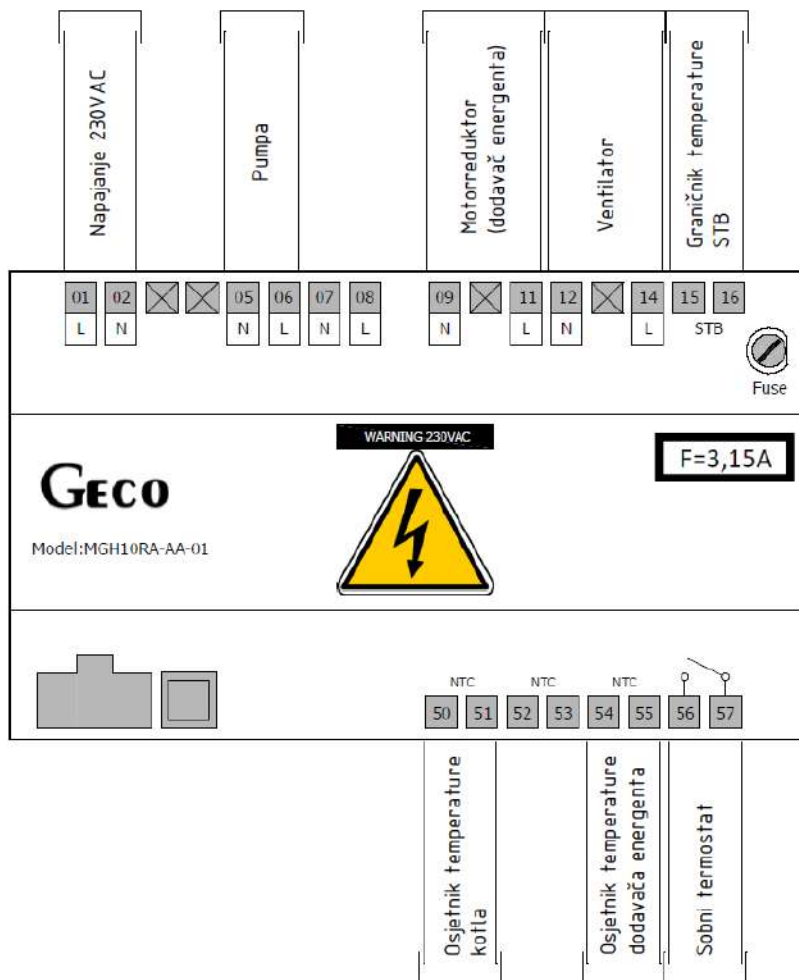 Napajanje 230VAC
Pumpa
Motorreduktor
(dodavač energenta)
Ventilator
Graničnik temperature
STB
01 02 05 06 07 08 09 11 12 14 15 16
L N N L N L N L N L STB
Fuse
WARNING 230VAC
F=3,15A
GECO
Model:MGH10RA-AA-01
NTC NTC NTC
50 51 52 53 54 55 56 57
Osjetnik temperature
kotla
Osjetnik temperature
dodavača energenta
Sobni termostat